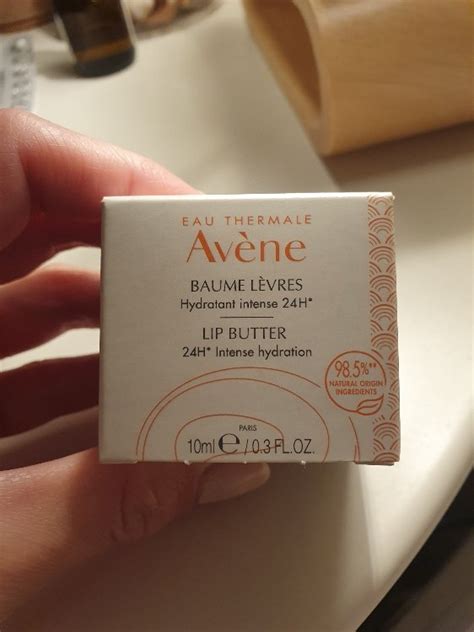 EAU THERMALE
Avène
BAUME LÈVRES
Hydratant intense 24H*
LIP BUTTER
24H* Intense hydration
98.5%**
NATURAL ORIGIN
INGREDIENTS
PARIS
10ml ℮ / 0.3 FL.OZ.